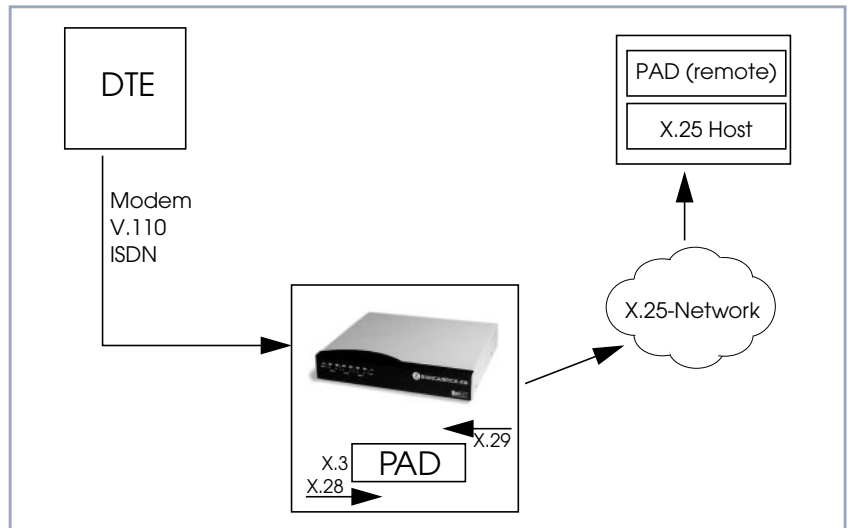 DTE
PAD (remote)
X.25 Host
Modem
V.110
ISDN
X.25-Network
X.29
X.3
PAD
X.28